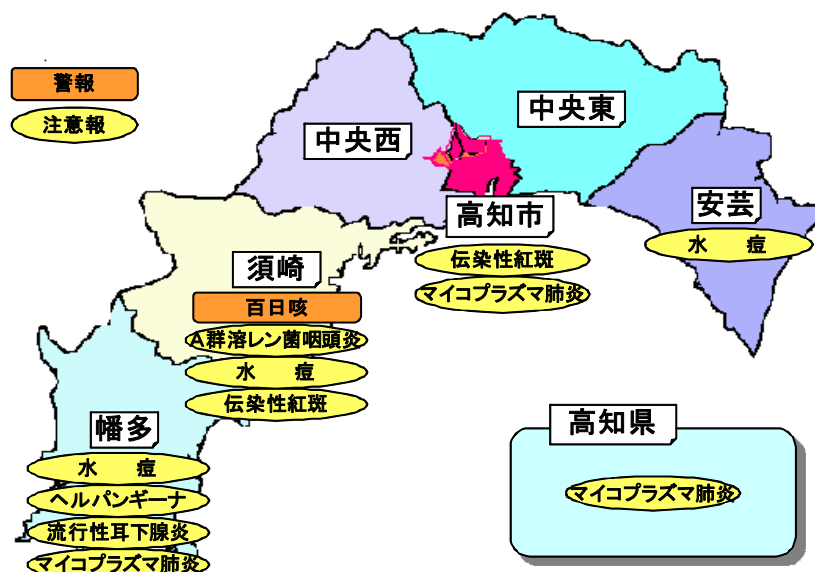 警報
注意報
中央西
中央東
高知市
伝染性紅斑
マイコプラズマ肺炎
安芸
水　痘
須崎
百日咳
A群溶レン菌咽頭炎
水　痘
伝染性紅斑
幡多
水　痘
ヘルパンギーナ
流行性耳下腺炎
マイコプラズマ肺炎
高知県
マイコプラズマ肺炎